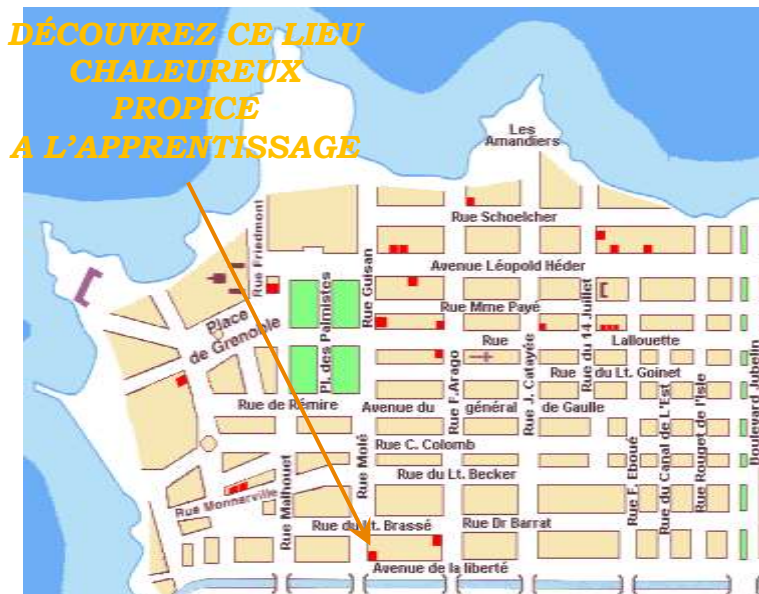 DÉCOUVREZ CE LIEU
CHALEUREUX
PROPICE
A L'APPRENTISSAGE
Les
Amandiers
Rue Schoelcher
Rue Friedmont
Avenue Léopold Héder
Rue Guisan
Rue Mme Payé
Place
de Grenoble
Pl. des Palmistes
Rue du 14 Juillet
Rue Lallouette
Rue J. Catayée
Rue F.Arago
Rue du Lt. Goinet
Boulevard Jubelin
Rue de Rémire
Avenue du général de Gaulle
Rue C. Colomb
Rue Molé
Rue F. Eboué
Rue du Canal de L'Est
Rue Rouget de l'Isle
Rue du Lt. Becker
Rue Malhouet
Rue Monnerville
Rue du Lt. Brassé
Rue Dr Barrat
Avenue de la liberté